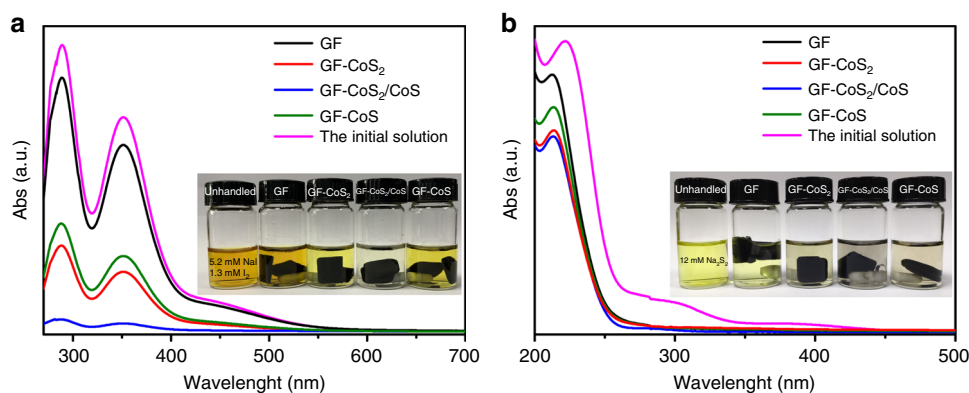 a
GF
GF-CoS₂
GF-CoS₂/CoS
GF-CoS
The initial solution
Abs (a.u.)
Unhandled
GF
GF-CoS₂
GF-CoS₂/CoS
GF-CoS
5.2 mM NaI
1.3 mM I₂
300
400
500
600
700
Wavelenght (nm)
b
GF
GF-CoS₂
GF-CoS₂/CoS
GF-CoS
The initial solution
Abs (a.u.)
Unhandled
GF
GF-CoS₂
GF-CoS₂/CoS
GF-CoS
12 mM Na₂S₂
200
300
400
500
Wavelenght (nm)